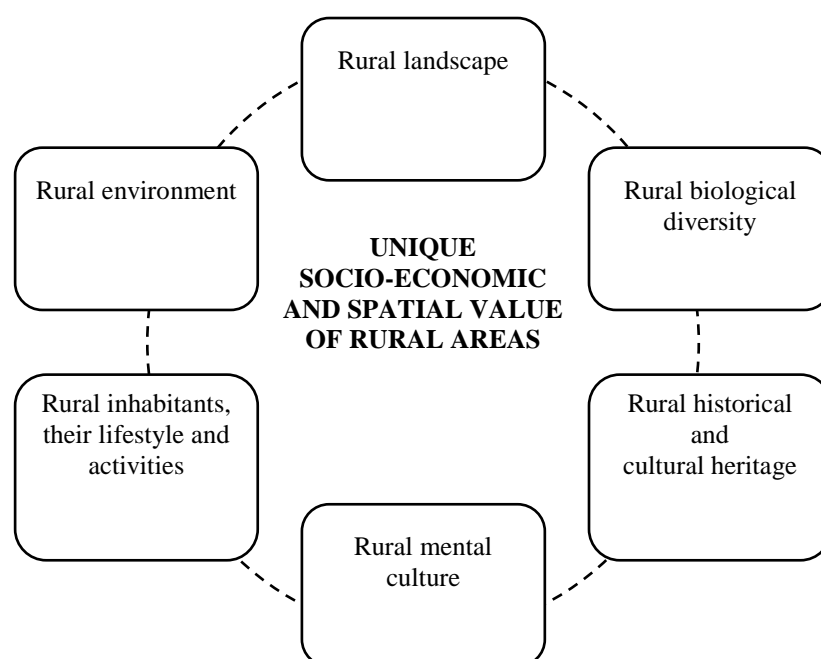 Rural landscape
Rural environment
Rural biological
diversity
UNIQUE
SOCIO-ECONOMIC
AND SPATIAL VALUE
OF RURAL AREAS
Rural inhabitants,
their lifestyle and
activities
Rural historical
and
cultural heritage
Rural mental
culture